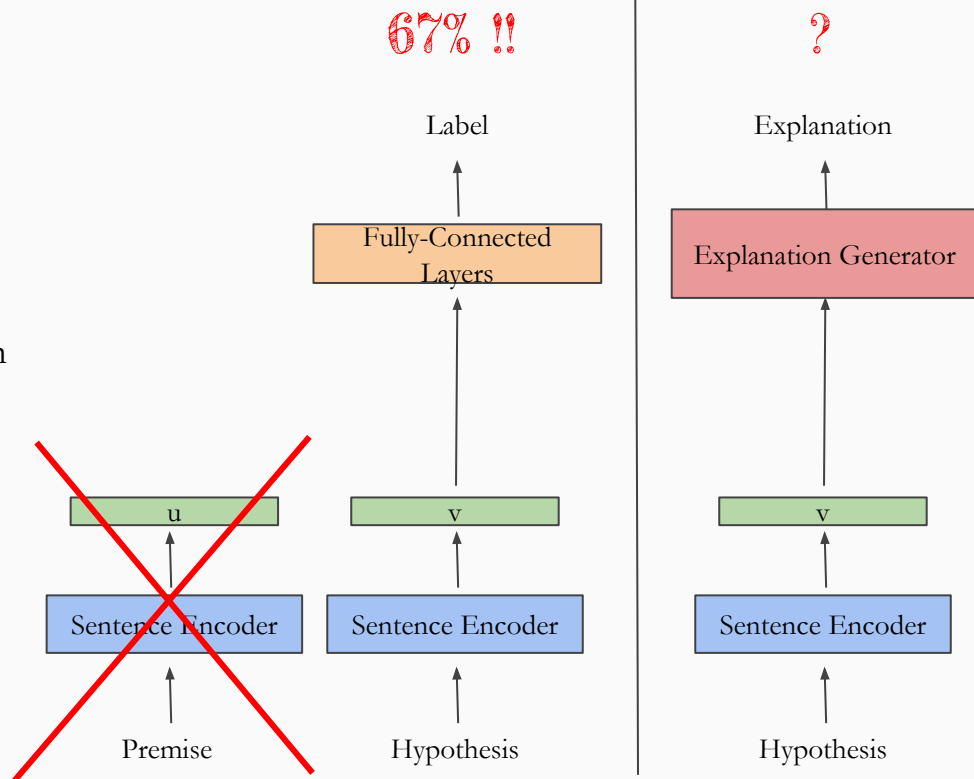 67% !!
?
Label
Explanation
Fully-Connected
Layers
Explanation Generator
n
u
v
v
Sentence Encoder
Sentence Encoder
Sentence Encoder
Premise
Hypothesis
Hypothesis